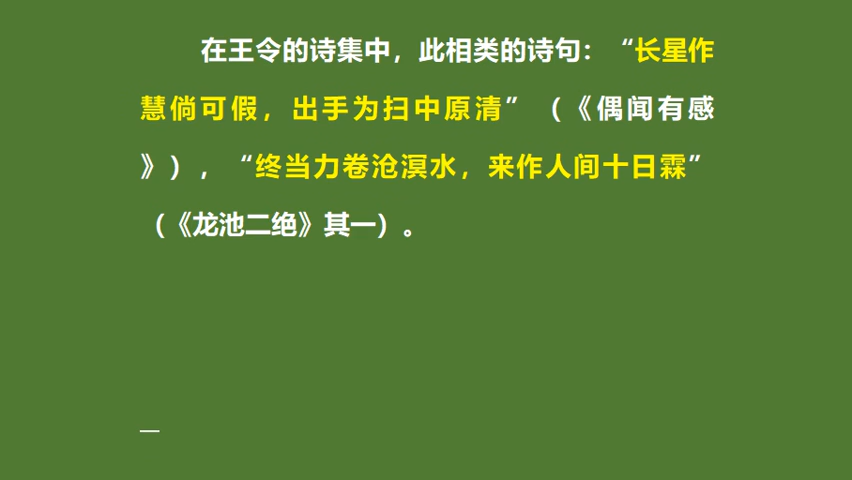 在王令的诗集中，此相类的诗句：“长星作
慧倘可假，出手为扫中原清”（《偶闻有感
》），“终当力卷沧溟水，来作人间十日霖”
（《龙池二绝》其一）。